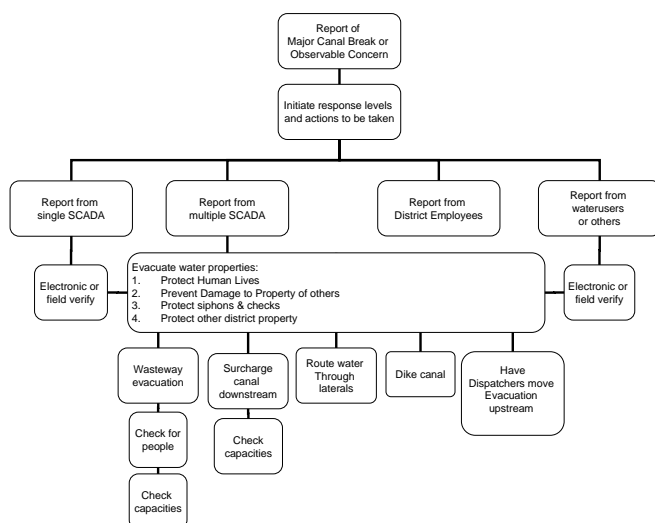 Report of
Major Canal Break or
Observable Concern
Initiate response levels
and actions to be taken
Report from
single SCADA
Report from
multiple SCADA
Report from
District Employees
Report from
waterusers
or others
Electronic or
field verify
Evacuate water properties:
1. Protect Human Lives
2. Prevent Damage to Property of others
3. Protect siphons & checks
4. Protect other district property
Electronic or
field verify
Wasteway
evacuation
Surcharge
canal
downstream
Route water
Through
laterals
Dike canal
Have
Dispatchers move
Evacuation
upstream
Check for
people
Check
capacities
Check
capacities